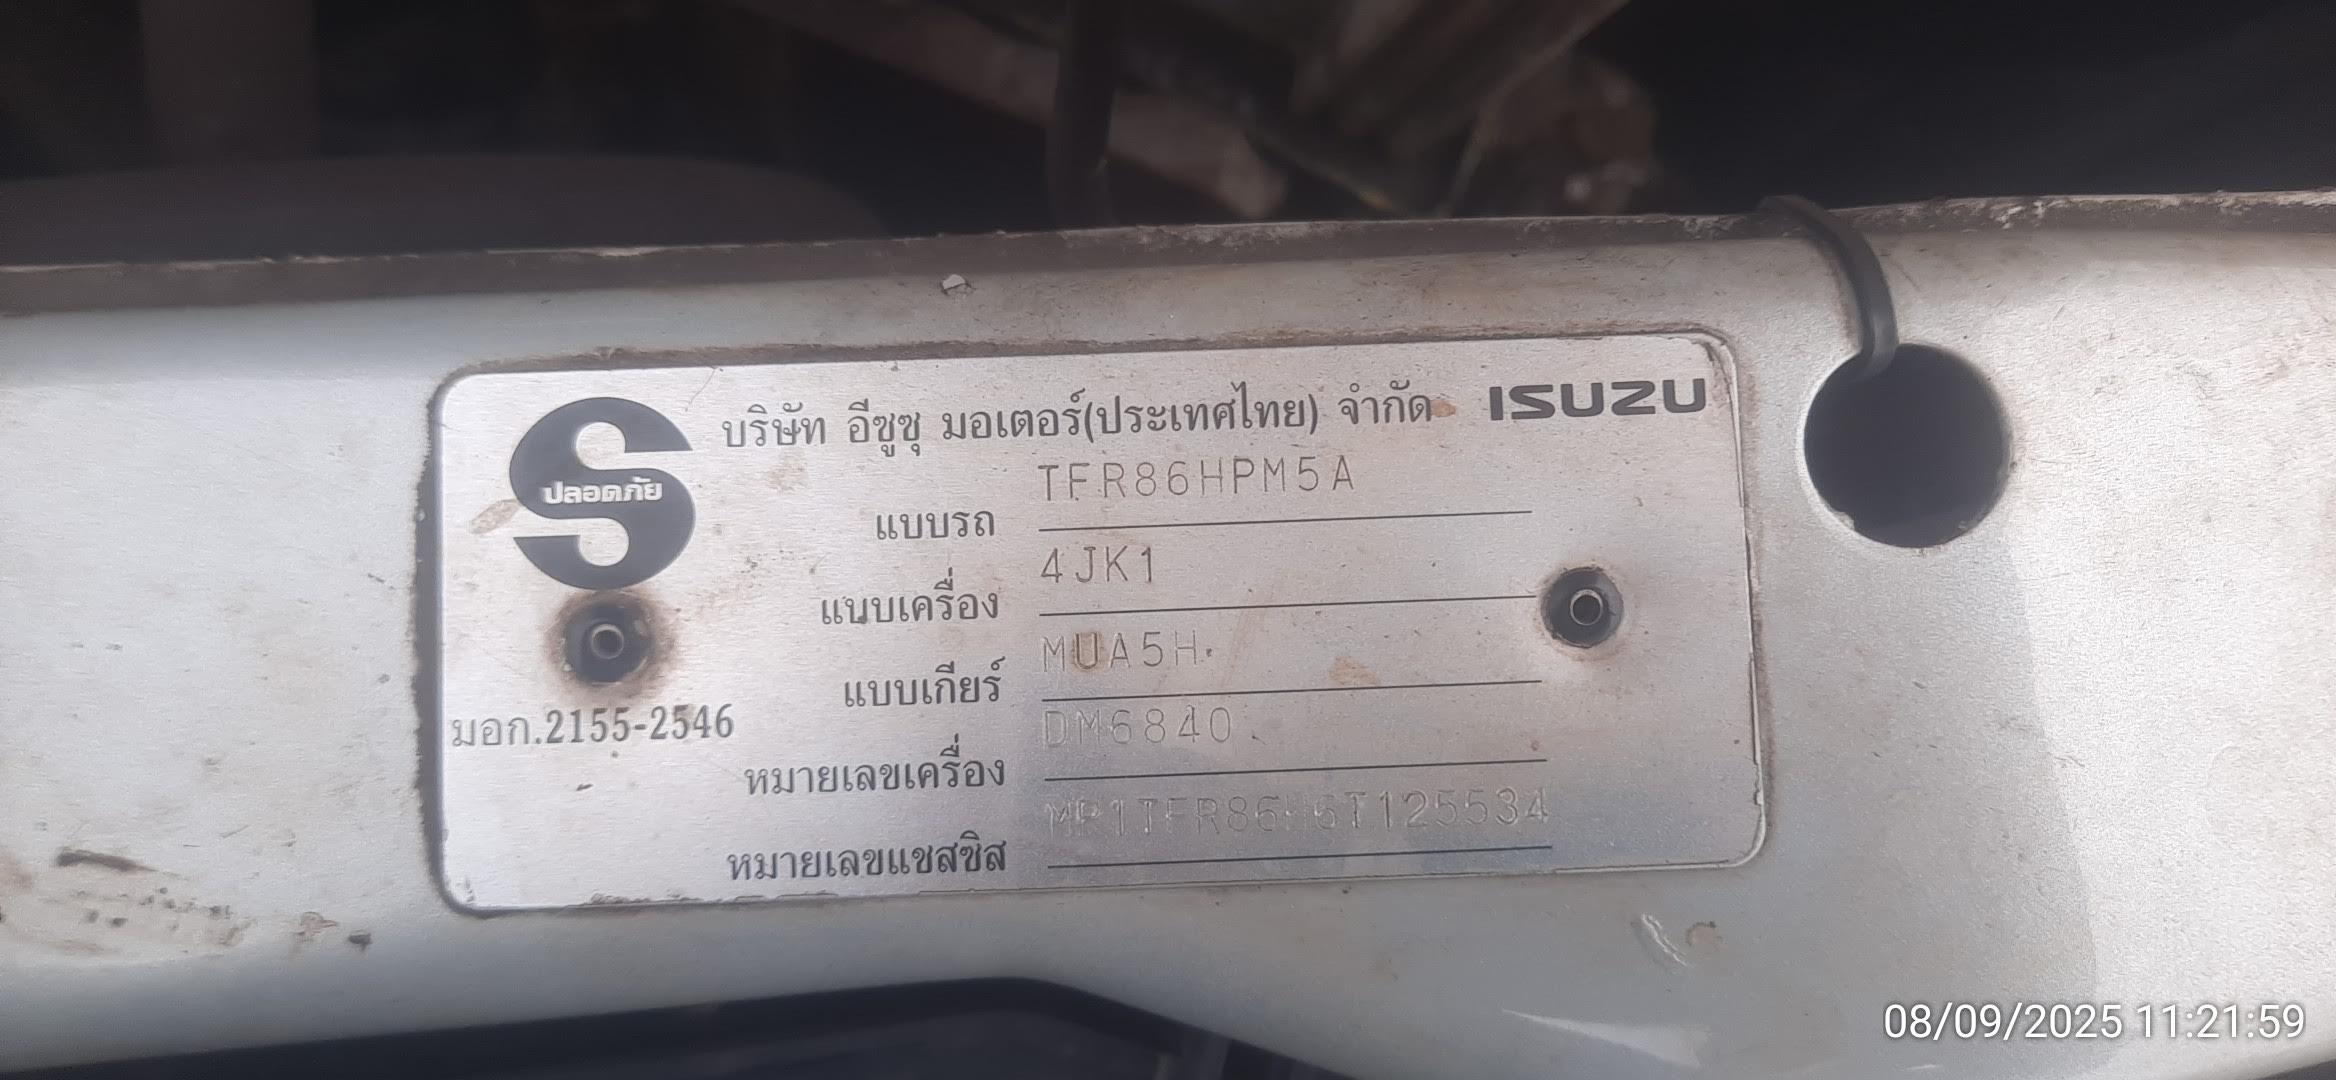 บริษัท อีซูซุ มอเตอร์(ประเทศไทย) จำกัด ISUZU
ปลอดภัย
แบบรถ TFR86HPM5A
แบบเครื่อง 4JK1
แบบเกียร์ MUA5H
มอก.2155-2546
หมายเลขเครื่อง DM6840
หมายเลขแชสซิส MP1TFR86H6T125534
08/09/2025 11:21:59